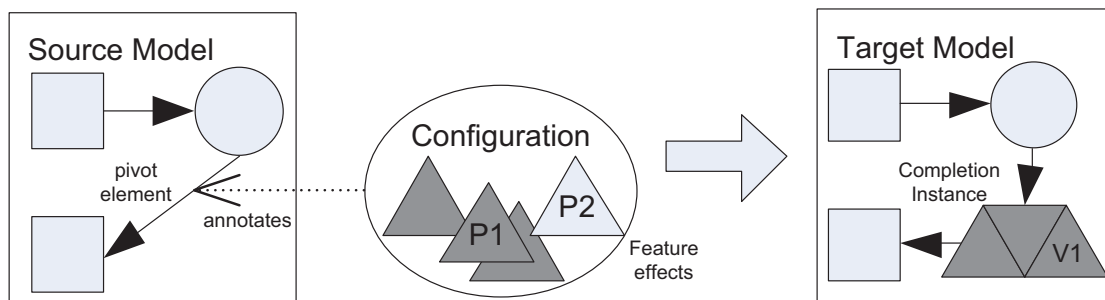 Source Model
pivot
element
annotates
Configuration
P1
P2
Feature
effects
Target Model
Completion
Instance
V1